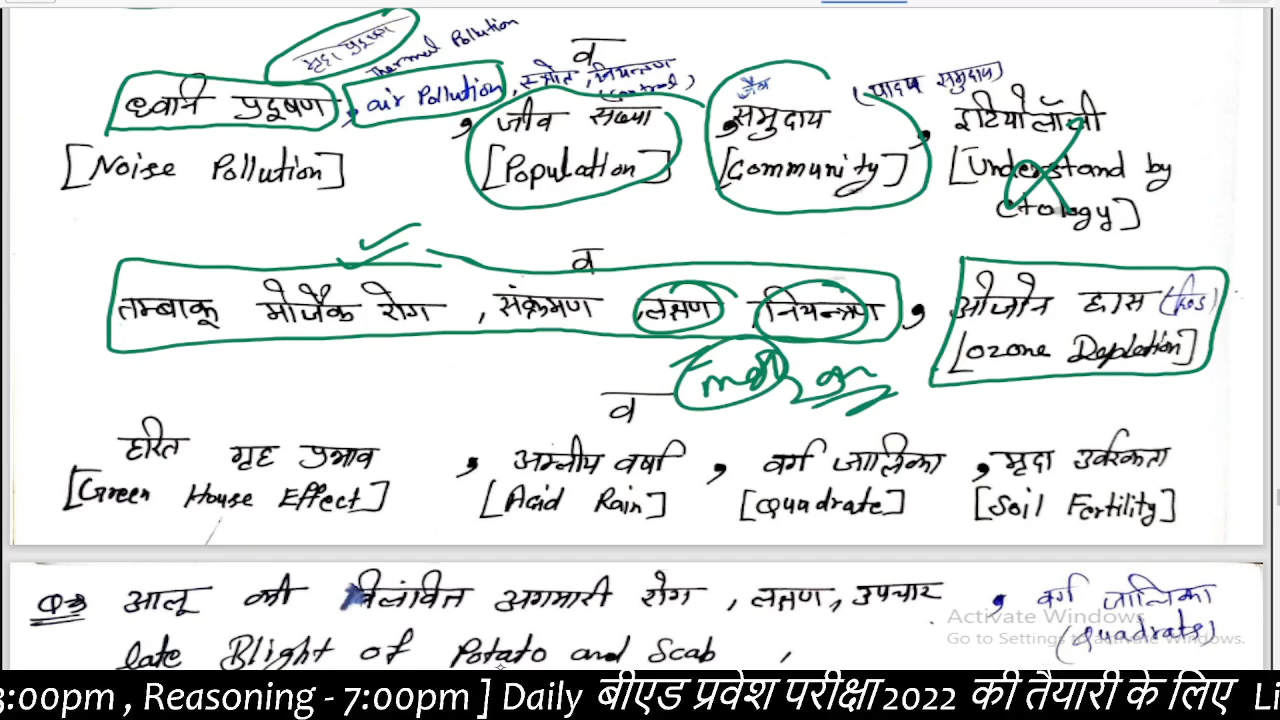 मृदा प्रदूषण
Thermal Pollution
व
ध्वनि प्रदूषण , air Pollution , स्त्रोत , नियन्त्रण (Control)
, जीव संख्या , जैव समुदाय (पादप समुदाय) , इटियोलॉजी
[Noise Pollution] [Population] [Community] [Understand by Etology]
व
तम्बाकू मोजैक रोग , संक्रमण , लक्षण , नियन्त्रण , ओजोन ह्रास
[Ozone Depletion]
व
हरित गृह प्रभाव , अम्लीय वर्षा , वर्ग जालिका , मृदा उर्वरकता
[Green House Effect] [Acid Rain] [Quadrate] [Soil Fertility]
Q3 आलू की विलंबित अगमारी रोग , लक्षण , उपचार , वर्ग जालिका
(Quadrate)
late Blight of Potato and Scab ,
Activate Windows
Go to Settings to activate Windows.
3:00pm , Reasoning - 7:00pm ] Daily बीएड प्रवेश परीक्षा 2022 की तैयारी के लिए Li